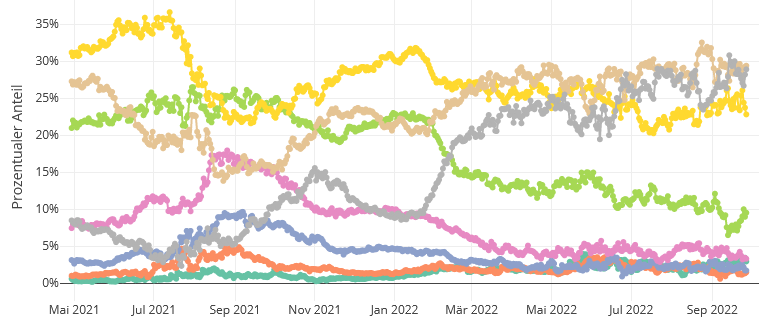 35%
30%
25%
20%
15%
10%
5%
0%
Prozentualer Anteil
Mai 2021
Jul 2021
Sep 2021
Nov 2021
Jan 2022
Mär 2022
Mai 2022
Jul 2022
Sep 2022